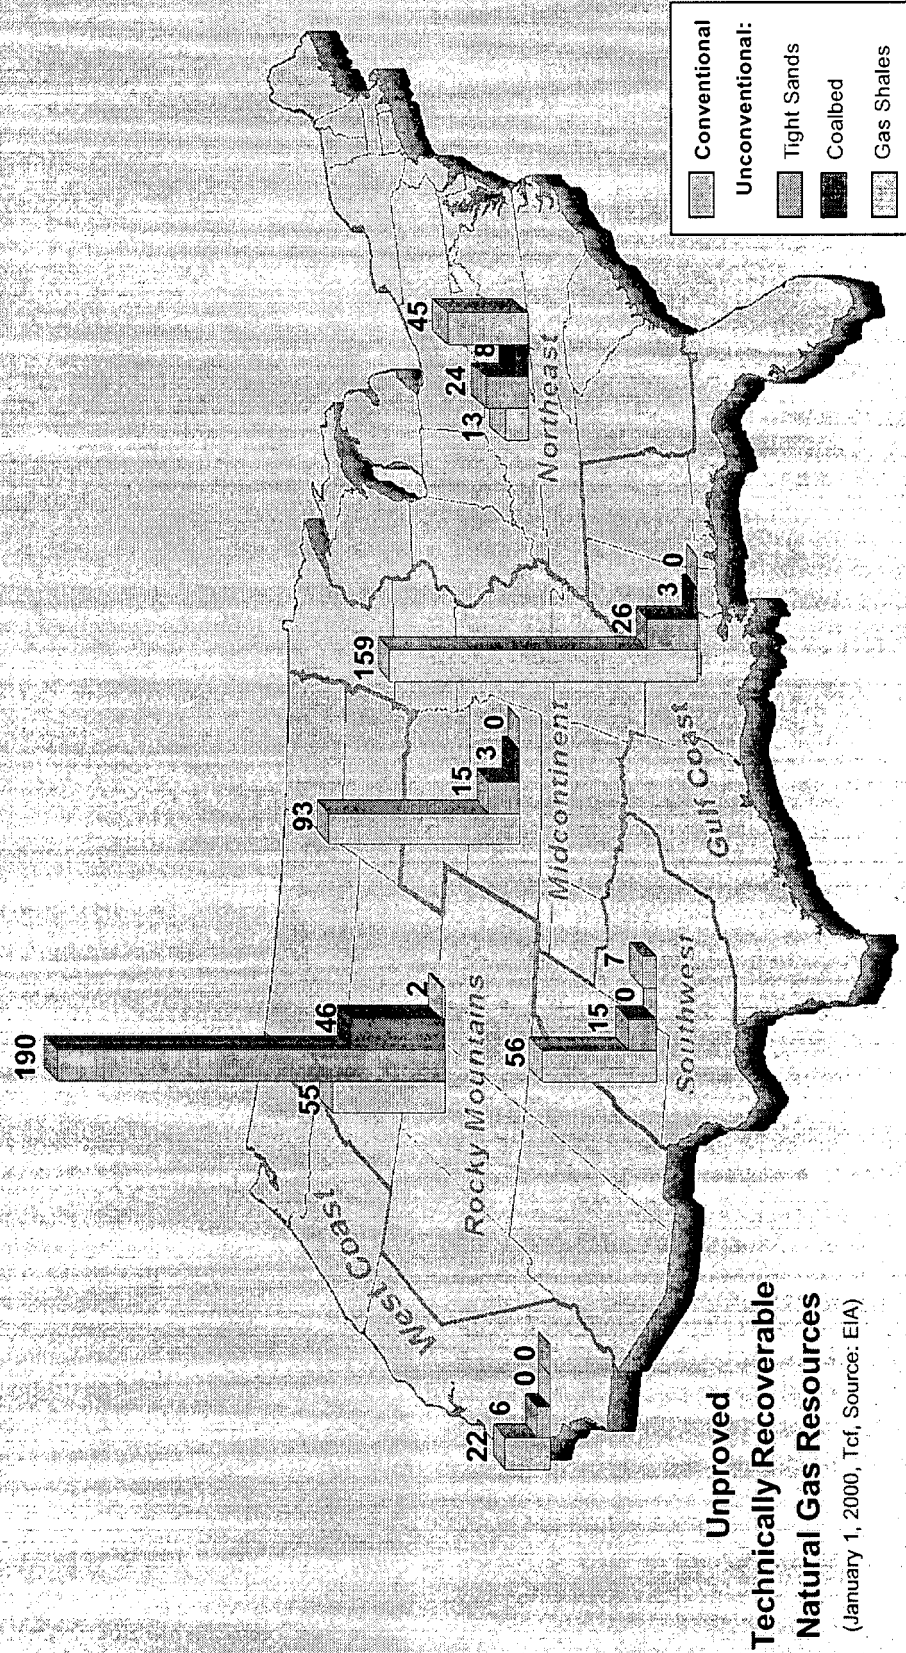 Unproved
Technically Recoverable
Natural Gas Resources
(January 1, 2000, Tcf, Source: EIA)
West Coast
22
6
0
0
Rocky Mountains
55
190
46
2
Southwest
56
15
0
7
Midcontinent
93
15
3
0
Gulf Coast
159
26
3
0
Northeast
13
24
8
45
Conventional
Unconventional:
Tight Sands
Coalbed
Gas Shales